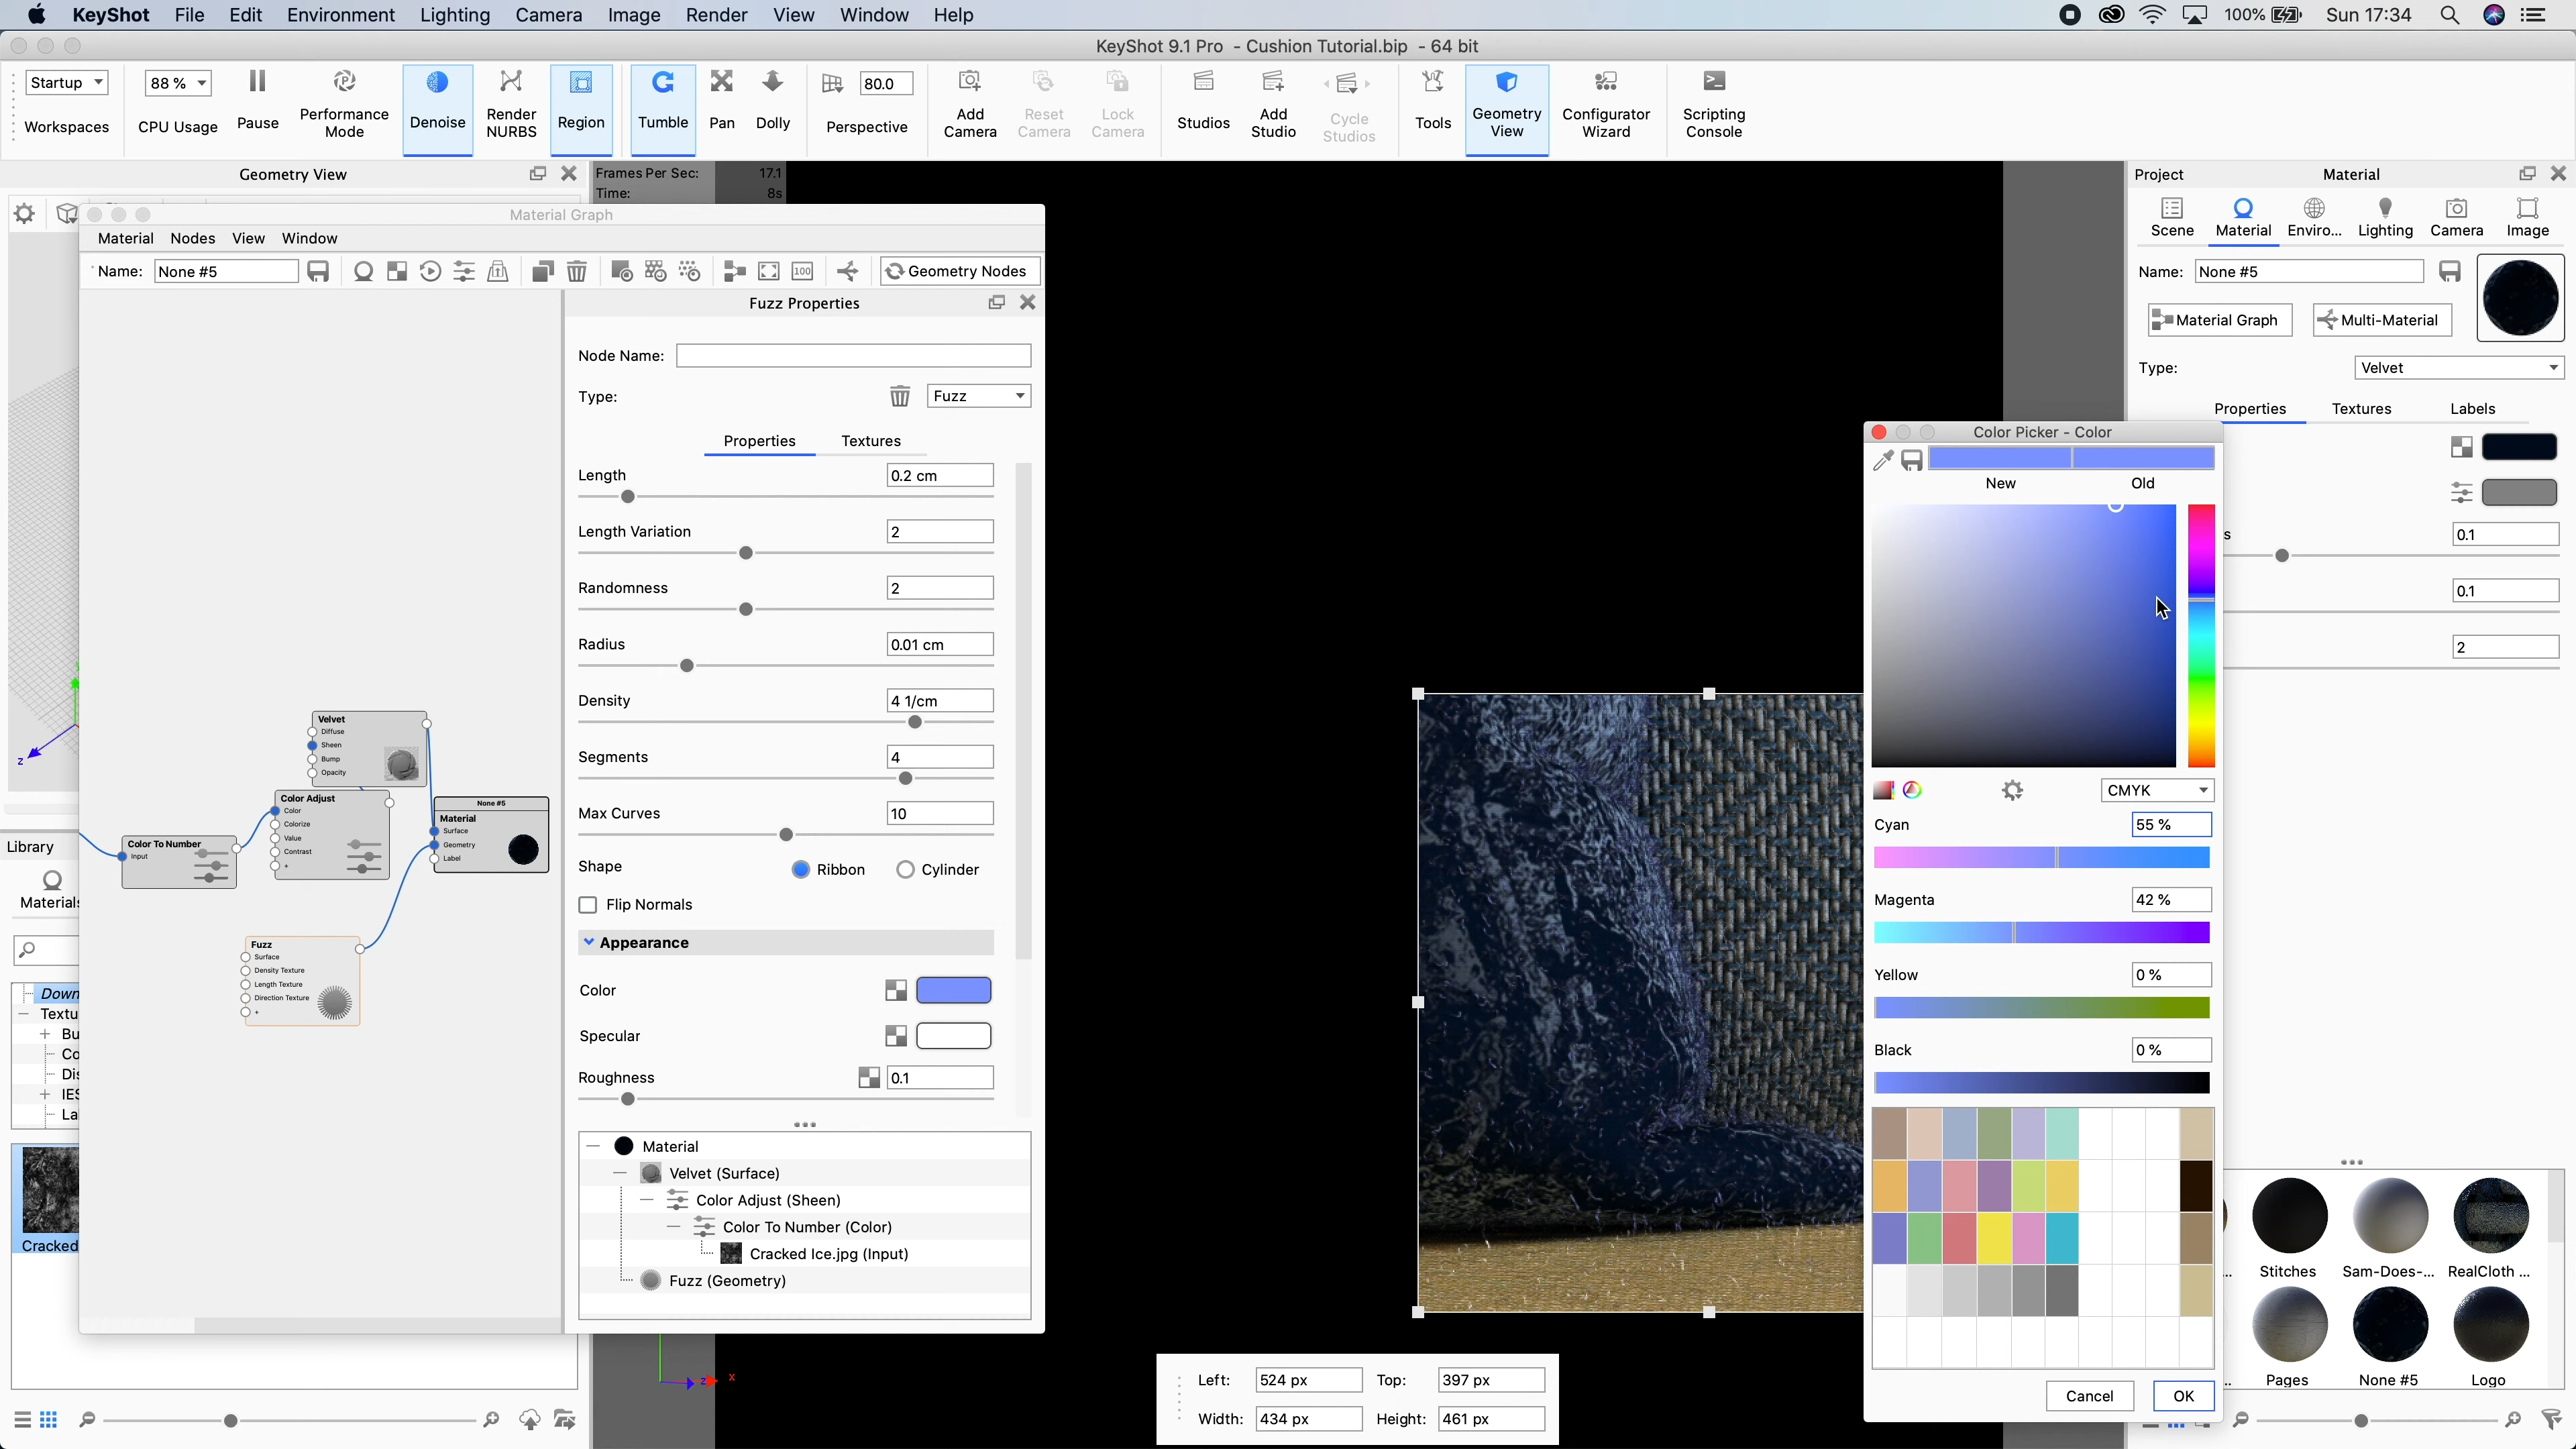 KeyShot File Edit Environment Lighting Camera Image Render View Window Help 100% Sun 17:34
KeyShot 9.1 Pro - Cushion Tutorial.bip - 64 bit
Startup 88 % 80.0
Workspaces CPU Usage Pause Performance Mode Denoise Render NURBS Region Tumble Pan Dolly Perspective Add Camera Reset Camera Lock Camera Studios Add Studio Cycle Studios Tools Geometry View Configurator Wizard Scripting Console
Geometry View
Frames Per Sec: 17.1
Time: 8s
Project Material
Scene Material Enviro... Lighting Camera Image
Name: None #5
Material Graph Multi-Material
Type: Velvet
Properties Textures Labels
s 0.1
0.1
2
Material Graph
Material Nodes View Window
Name: None #5 100 Geometry Nodes
Fuzz Properties
Node Name:
Type: Fuzz
Properties Textures
Length 0.2 cm
Length Variation 2
Randomness 2
Radius 0.01 cm
Density 4 1/cm
Segments 4
Max Curves 10
Shape Ribbon Cylinder
Flip Normals
Appearance
Color
Specular
Roughness 0.1
Material
Velvet (Surface)
Color Adjust (Sheen)
Color To Number (Color)
Cracked Ice.jpg (Input)
Fuzz (Geometry)
Velvet
Diffuse
Sheen
Bump
Opacity
Color Adjust
Color
Colorize
Value
Contrast
+
Color To Number
Input
None #5
Material
Surface
Geometry
Label
Fuzz
Surface
Density Texture
Length Texture
Direction Texture
+
z
Library
Materials
Down
Textu
Bu
Co
Dis
IES
La
Cracked
z x
Left: 524 px Top: 397 px
Width: 434 px Height: 461 px
Color Picker - Color
New Old
CMYK
Cyan 55 %
Magenta 42 %
Yellow 0 %
Black 0 %
Cancel OK
... Stitches Sam-Does-... RealCloth ...
... Pages None #5 Logo